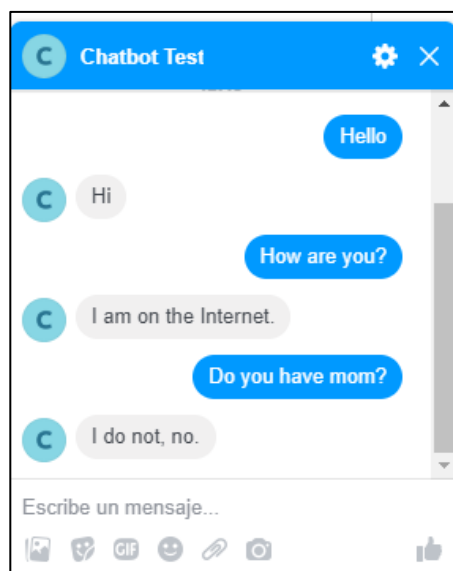 C Chatbot Test
Hello
C Hi
How are you?
C I am on the Internet.
Do you have mom?
C I do not, no.
Escribe un mensaje...
GIF